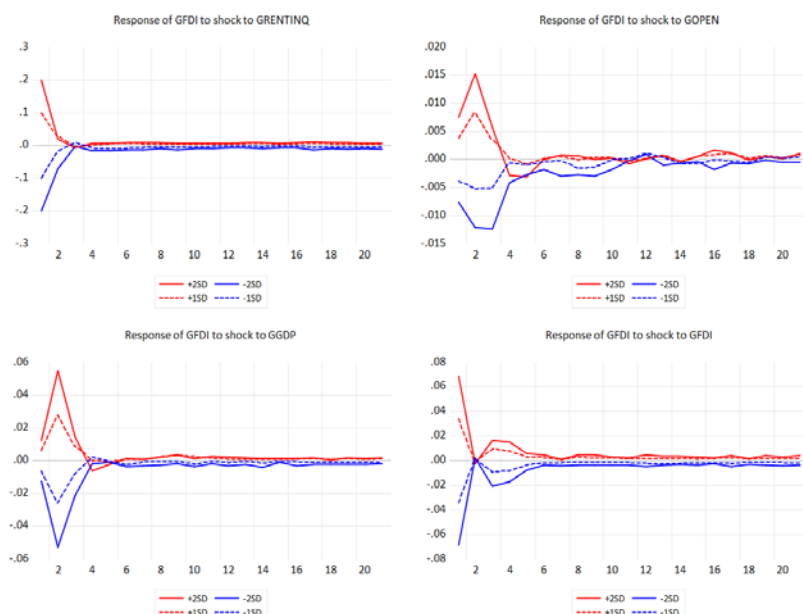 Response of GFDI to shock to GRENTINQ
.3
.2
.1
.0
-.1
-.2
-.3
2 4 6 8 10 12 14 16 18 20
+2SD -2SD
+1SD -1SD
Response of GFDI to shock to GOPEN
.020
.015
.010
.005
.000
-.005
-.010
-.015
2 4 6 8 10 12 14 16 18 20
+2SD -2SD
+1SD -1SD
Response of GFDI to shock to GGDP
.06
.04
.02
.00
-.02
-.04
-.06
2 4 6 8 10 12 14 16 18 20
+2SD -2SD
+1SD -1SD
Response of GFDI to shock to GFDI
.08
.06
.04
.02
.00
-.02
-.04
-.06
-.08
2 4 6 8 10 12 14 16 18 20
+2SD -2SD
+1SD -1SD